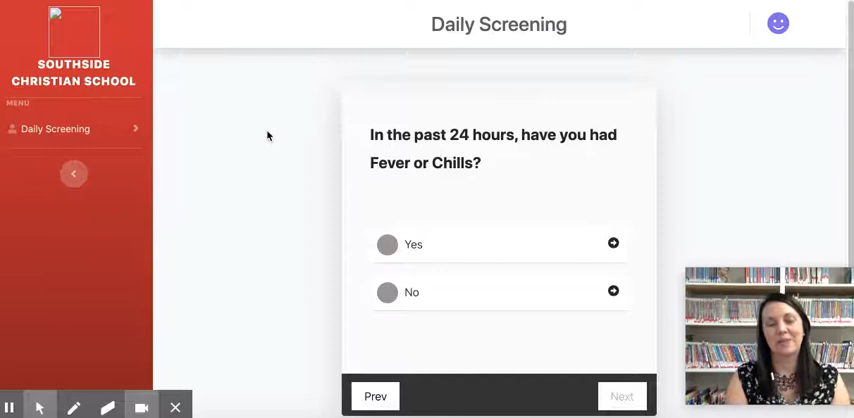 Daily Screening
SOUTHSIDE
CHRISTIAN SCHOOL
MENU
Daily Screening
In the past 24 hours, have you had
Fever or Chills?
Yes
No
Prev
Next